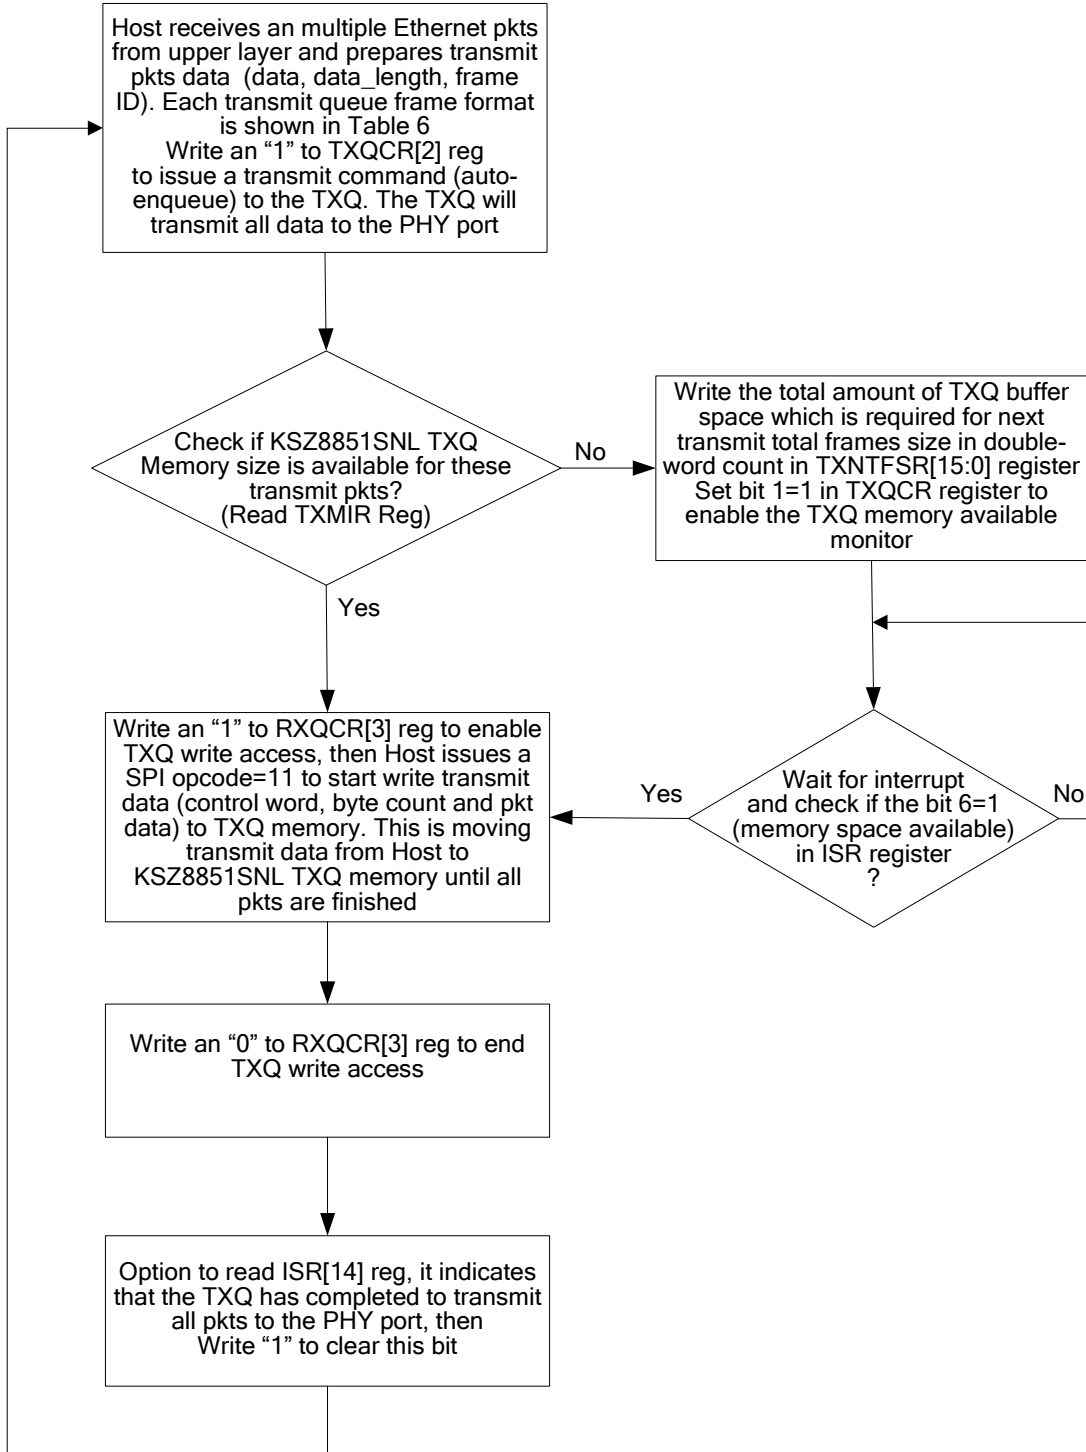 Host receives an multiple Ethernet pkts
from upper layer and prepares transmit
pkts data  (data, data_length, frame
ID). Each transmit queue frame format
is shown in Table 6
Write an “1” to TXQCR[2] reg
to issue a transmit command (auto-
enqueue) to the TXQ. The TXQ will
transmit all data to the PHY port
Check if KSZ8851SNL TXQ
Memory size is available for these
transmit pkts?
(Read TXMIR Reg)
No
Write the total amount of TXQ buffer
space which is required for next
transmit total frames size in double-
word count in TXNTFSR[15:0] register
Set bit 1=1 in TXQCR register to
enable the TXQ memory available
monitor
Yes
Write an “1” to RXQCR[3] reg to enable
TXQ write access, then Host issues a
SPI opcode=11 to start write transmit
data (control word, byte count and pkt
data) to TXQ memory. This is moving
transmit data from Host to
KSZ8851SNL TXQ memory until all
pkts are finished
Yes
Wait for interrupt
and check if the bit 6=1
(memory space available)
in ISR register
?
No
Write an “0” to RXQCR[3] reg to end
TXQ write access
Option to read ISR[14] reg, it indicates
that the TXQ has completed to transmit
all pkts to the PHY port, then
Write “1” to clear this bit